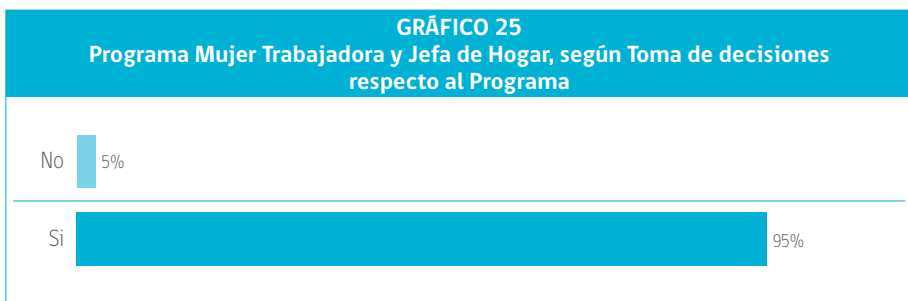 GRÁFICO 25
Programa Mujer Trabajadora y Jefa de Hogar, según Toma de decisiones
respecto al Programa
No 5%
Si 95%